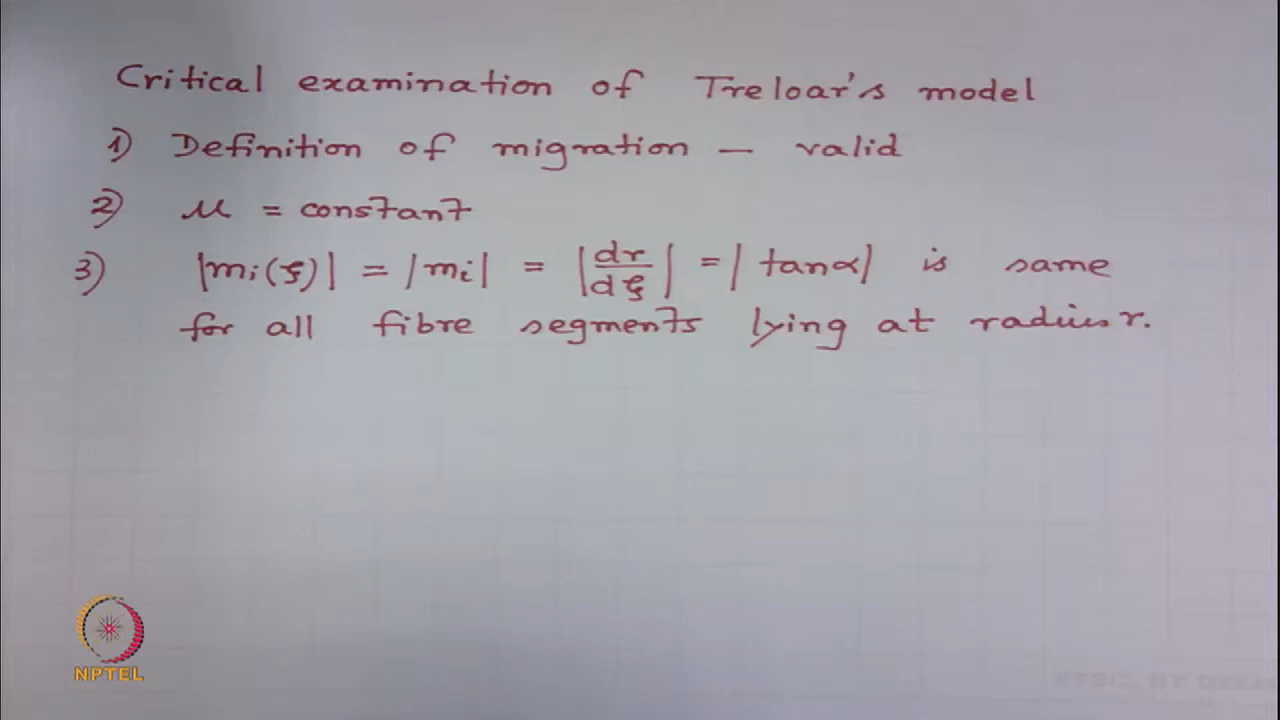 Critical examination of Treloar's model
1) Definition of migration – valid
2) μ = constant
3) |mi(ξ)| = |mi| = |dr/dξ| = |tanα| is same
for all fibre segments lying at radius r.
NPTEL